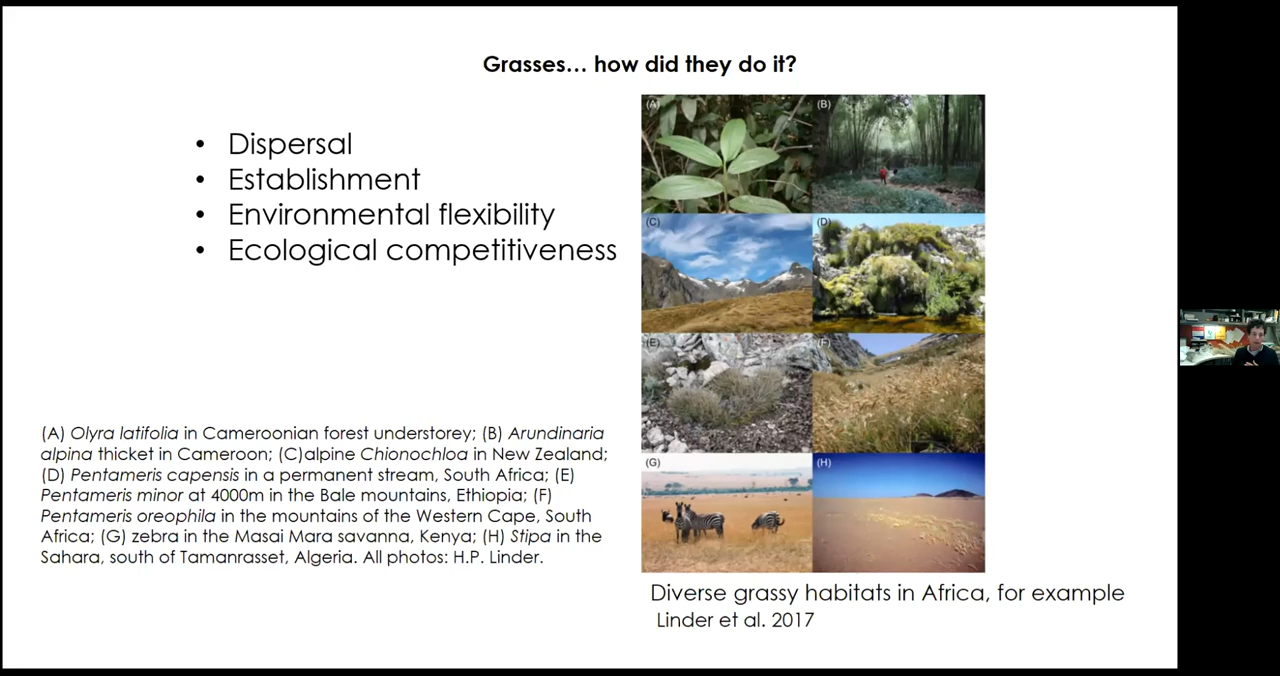 Grasses… how did they do it?
• Dispersal
• Establishment
• Environmental flexibility
• Ecological competitiveness
(A)
(B)
(C)
(D)
(E)
(F)
(G)
(H)
(A) Olyra latifolia in Cameroonian forest understorey; (B) Arundinaria
alpina thicket in Cameroon; (C)alpine Chionochloa in New Zealand;
(D) Pentameris capensis in a permanent stream, South Africa; (E)
Pentameris minor at 4000m in the Bale mountains, Ethiopia; (F)
Pentameris oreophila in the mountains of the Western Cape, South
Africa; (G) zebra in the Masai Mara savanna, Kenya; (H) Stipa in the
Sahara, south of Tamanrasset, Algeria. All photos: H.P. Linder.
Diverse grassy habitats in Africa, for example
Linder et al. 2017